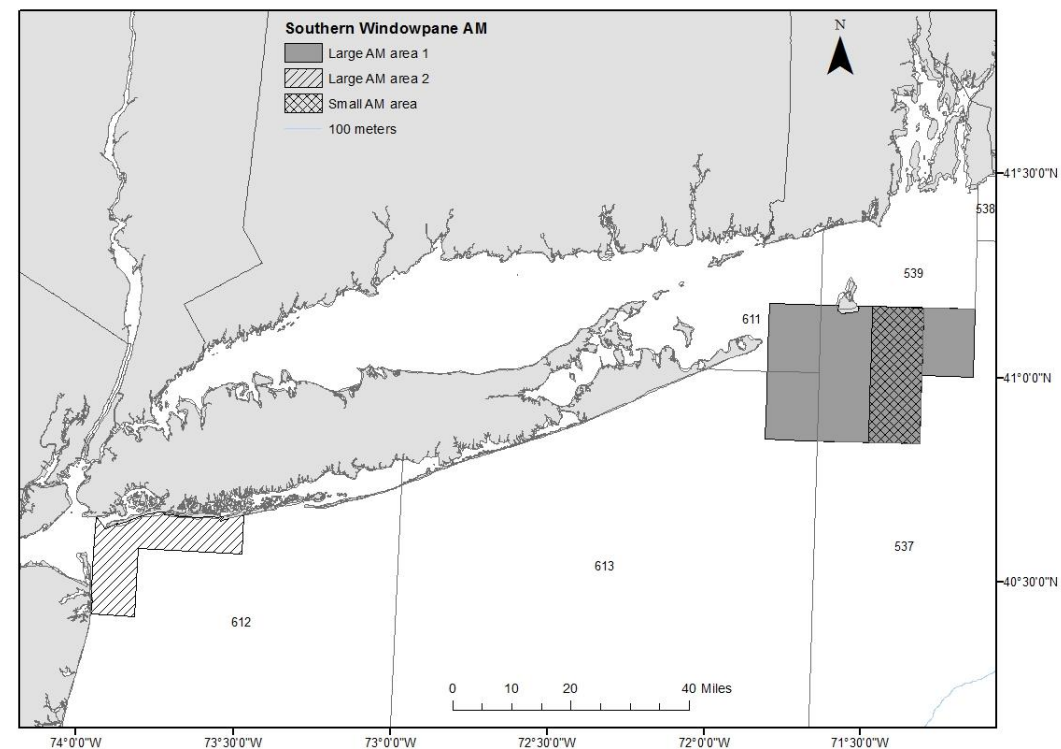 Southern Windowpane AM
Large AM area 1
Large AM area 2
Small AM area
100 meters
N
41°30'0"N
538
539
611
41°0'0"N
537
613
40°30'0"N
612
0 10 20 40 Miles
74°0'0"W 73°30'0"W 73°0'0"W 72°30'0"W 72°0'0"W 71°30'0"W